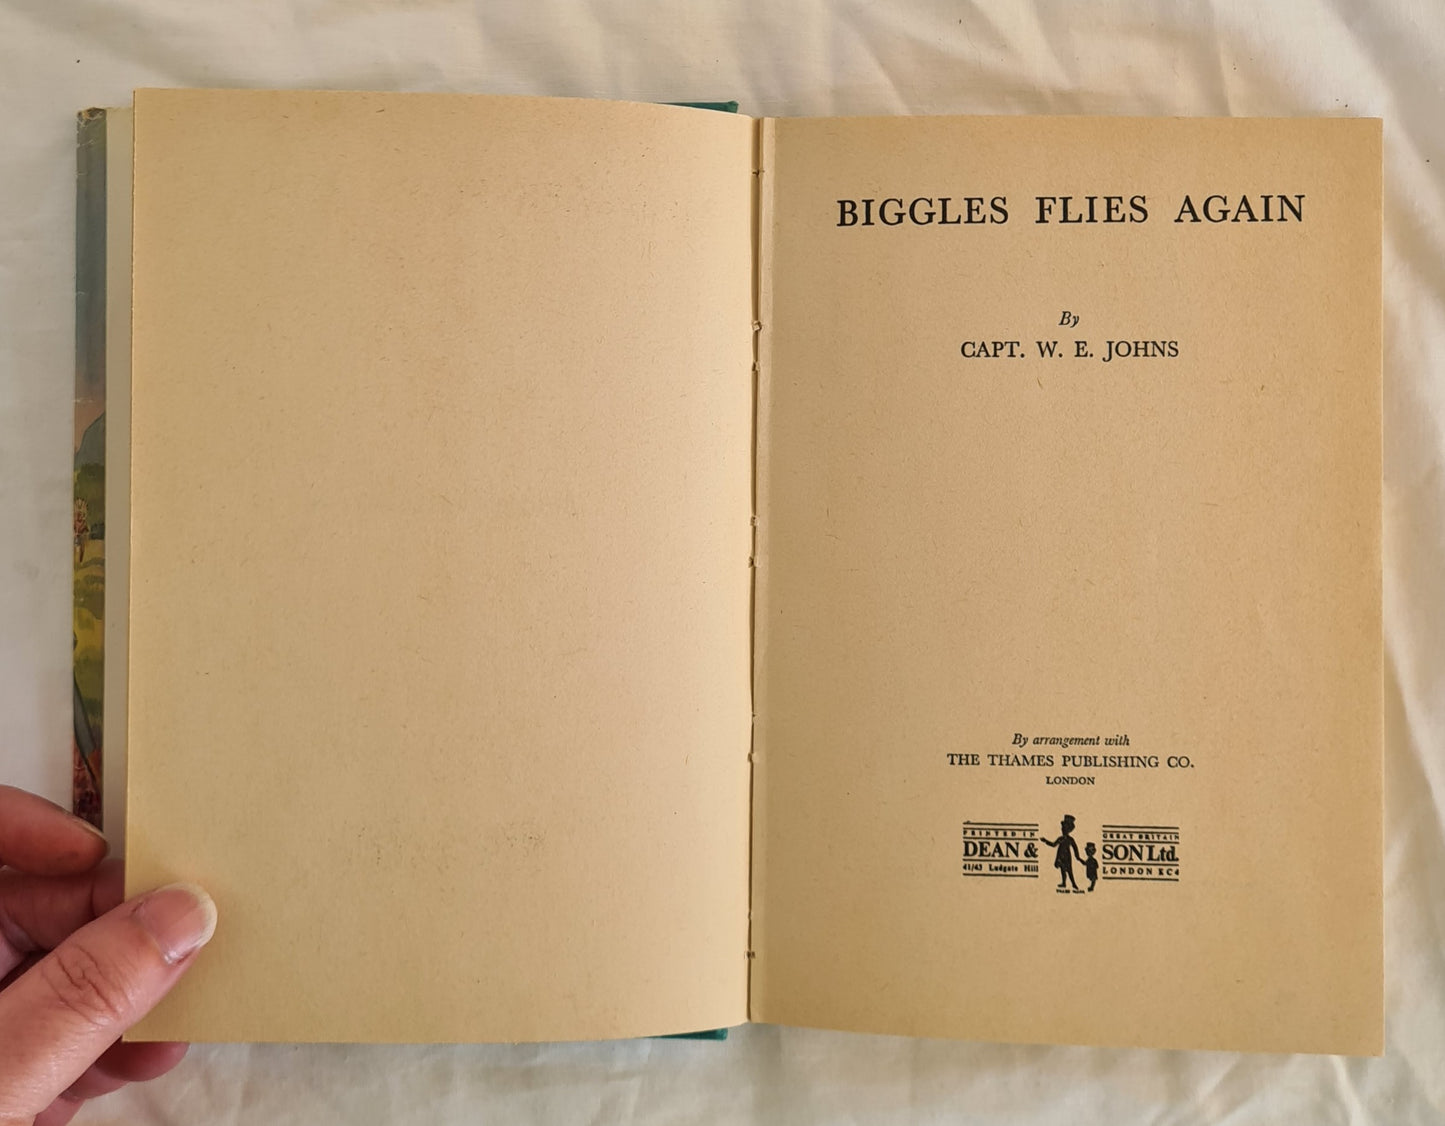 BIGGLES FLIES AGAIN
By
CAPT. W. E. JOHNS
By arrangement with
THE THAMES PUBLISHING CO.
LONDON
PRINTED IN GREAT BRITAIN
DEAN & SON Ltd.
41/43 Ludgate Hill LONDON EC4